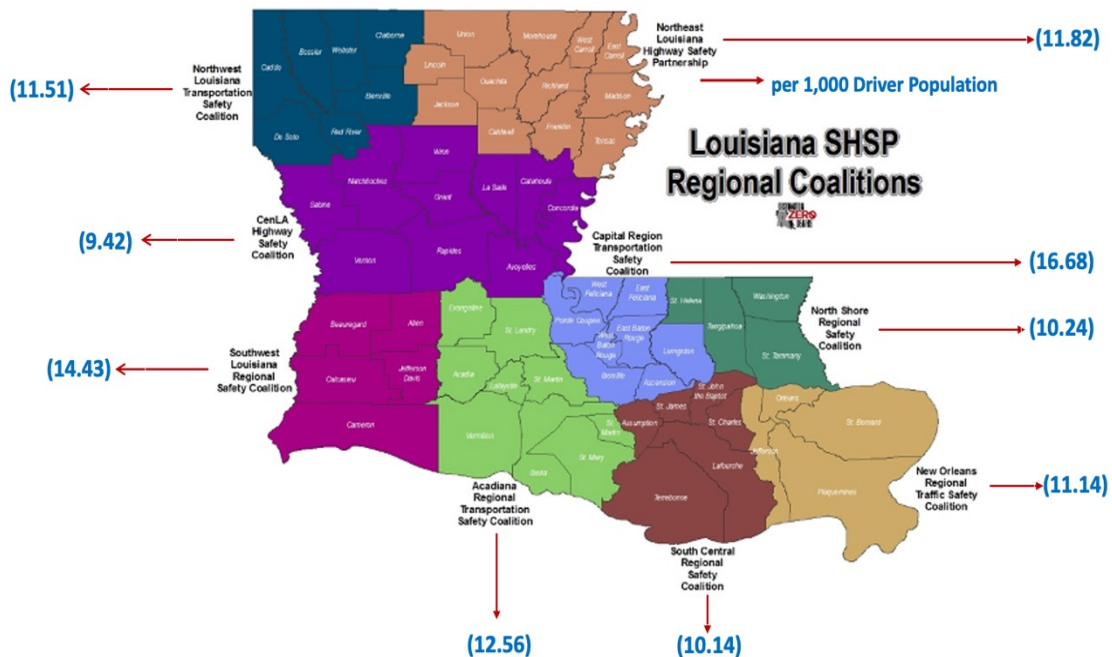 Northeast
Louisiana
Highway Safety
Partnership
(11.82)
per 1,000 Driver Population
Louisiana SHSP
Regional Coalitions
ZERO
(11.51)
Northwest
Louisiana
Transportation
Safety
Coalition
Caddo
Bossier
Webster
Claborne
Bienville
De Soto
Red River
Union
Morehouse
West
Carroll
East
Carroll
Lincoln
Ouachita
Richland
Madison
Jackson
Caldwell
Franklin
Tensas
(9.42)
CenLA
Highway
Safety
Coalition
Winn
Natchitoches
Sabine
Grant
La Salle
Catahoula
Concordia
Vernon
Rapides
Avoyelles
Capital Region
Transportation
Safety
Coalition
(16.68)
West
Feliciana
East
Feliciana
Pointe Coupee
West
Baton
Rouge
East Baton
Rouge
Livingston
Iberville
Ascension
St. Helena
Washington
Tangipahoa
St. Tammany
North Shore
Regional
Safety
Coalition
(10.24)
(14.43)
Southwest
Louisiana
Regional
Safety Coalition
Beauregard
Allen
Calcasieu
Jefferson
Davis
Cameron
Evangeline
St. Landry
Acadia
Lafayette
St. Martin
Vermilion
St.
Martin
Iberia
St. Mary
Acadiana
Regional
Transportation
Safety Coalition
(12.56)
St. John
the Baptist
St. James
Assumption
St. Charles
Lafourche
Terrebonne
South Central
Regional
Safety
Coalition
(10.14)
Orleans
St. Bernard
Jefferson
Plaquemines
New Orleans
Regional
Traffic Safety
Coalition
(11.14)